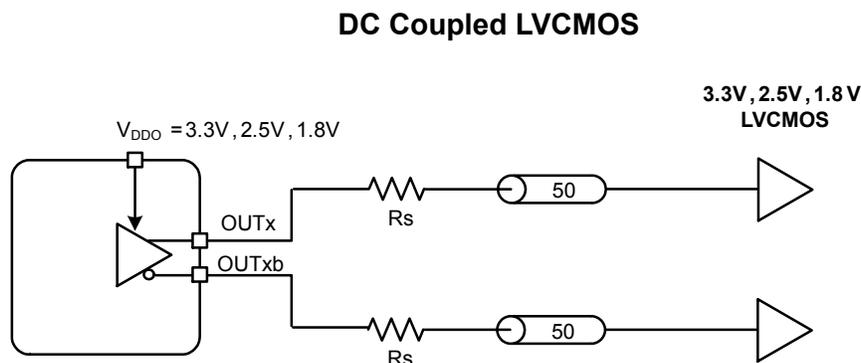 DC Coupled LVCMOS
3.3V, 2.5V, 1.8V
LVCMOS
VDDO = 3.3V, 2.5V, 1.8V
50
OUTx
Rs
OUTxb
50
Rs